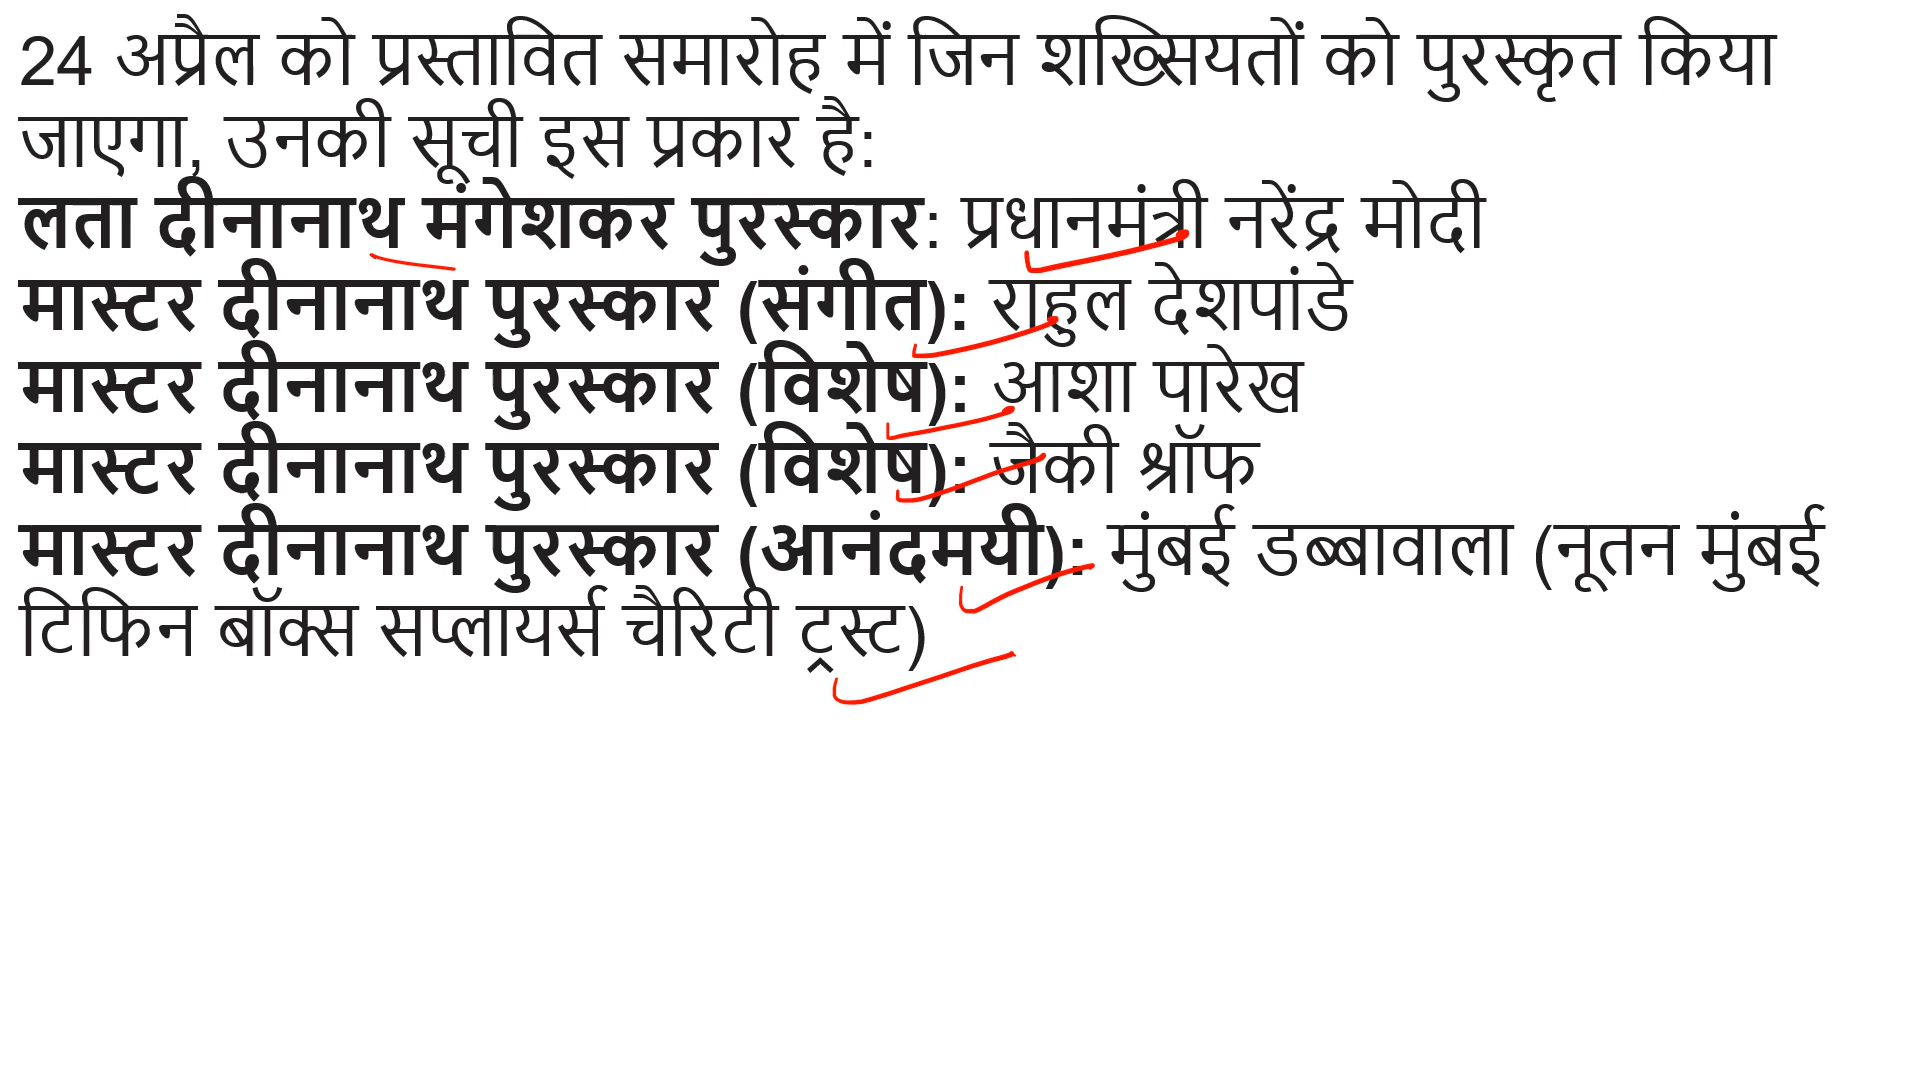 24 अप्रैल को प्रस्तावित समारोह में जिन शख्सियतों को पुरस्कृत किया
जाएगा, उनकी सूची इस प्रकार है:
लता दीनानाथ मंगेशकर पुरस्कार: प्रधानमंत्री नरेंद्र मोदी
मास्टर दीनानाथ पुरस्कार (संगीत): राहुल देशपांडे
मास्टर दीनानाथ पुरस्कार (विशेष): आशा पारेख
मास्टर दीनानाथ पुरस्कार (विशेष): जैकी श्रॉफ
मास्टर दीनानाथ पुरस्कार (आनंदमयी): मुंबई डब्बावाला (नूतन मुंबई
टिफिन बॉक्स सप्लायर्स चैरिटी ट्रस्ट)